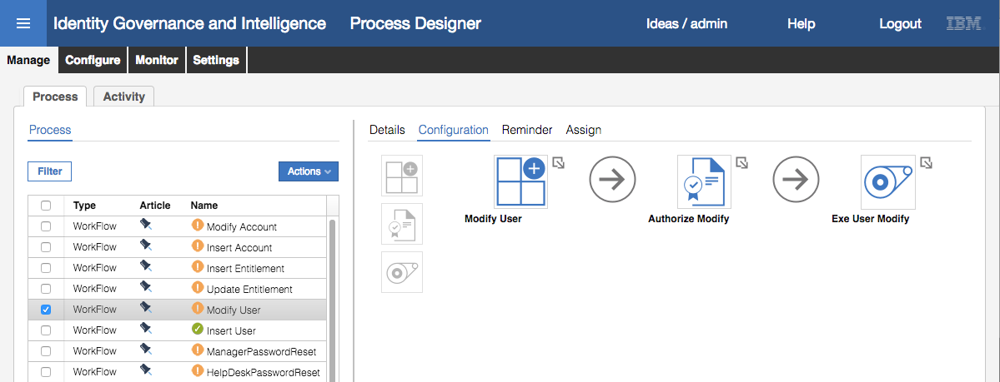 Identity Governance and Intelligence Process Designer Ideas / admin Help Logout IBM
Manage Configure Monitor Settings
Process Activity
Process
Details Configuration Reminder Assign
Filter Actions
Type Article Name
WorkFlow Modify Account
WorkFlow Insert Account
WorkFlow Insert Entitlement
WorkFlow Update Entitlement
WorkFlow Modify User
WorkFlow Insert User
WorkFlow ManagerPasswordReset
WorkFlow HelpDeskPasswordReset
Modify User Authorize Modify Exe User Modify